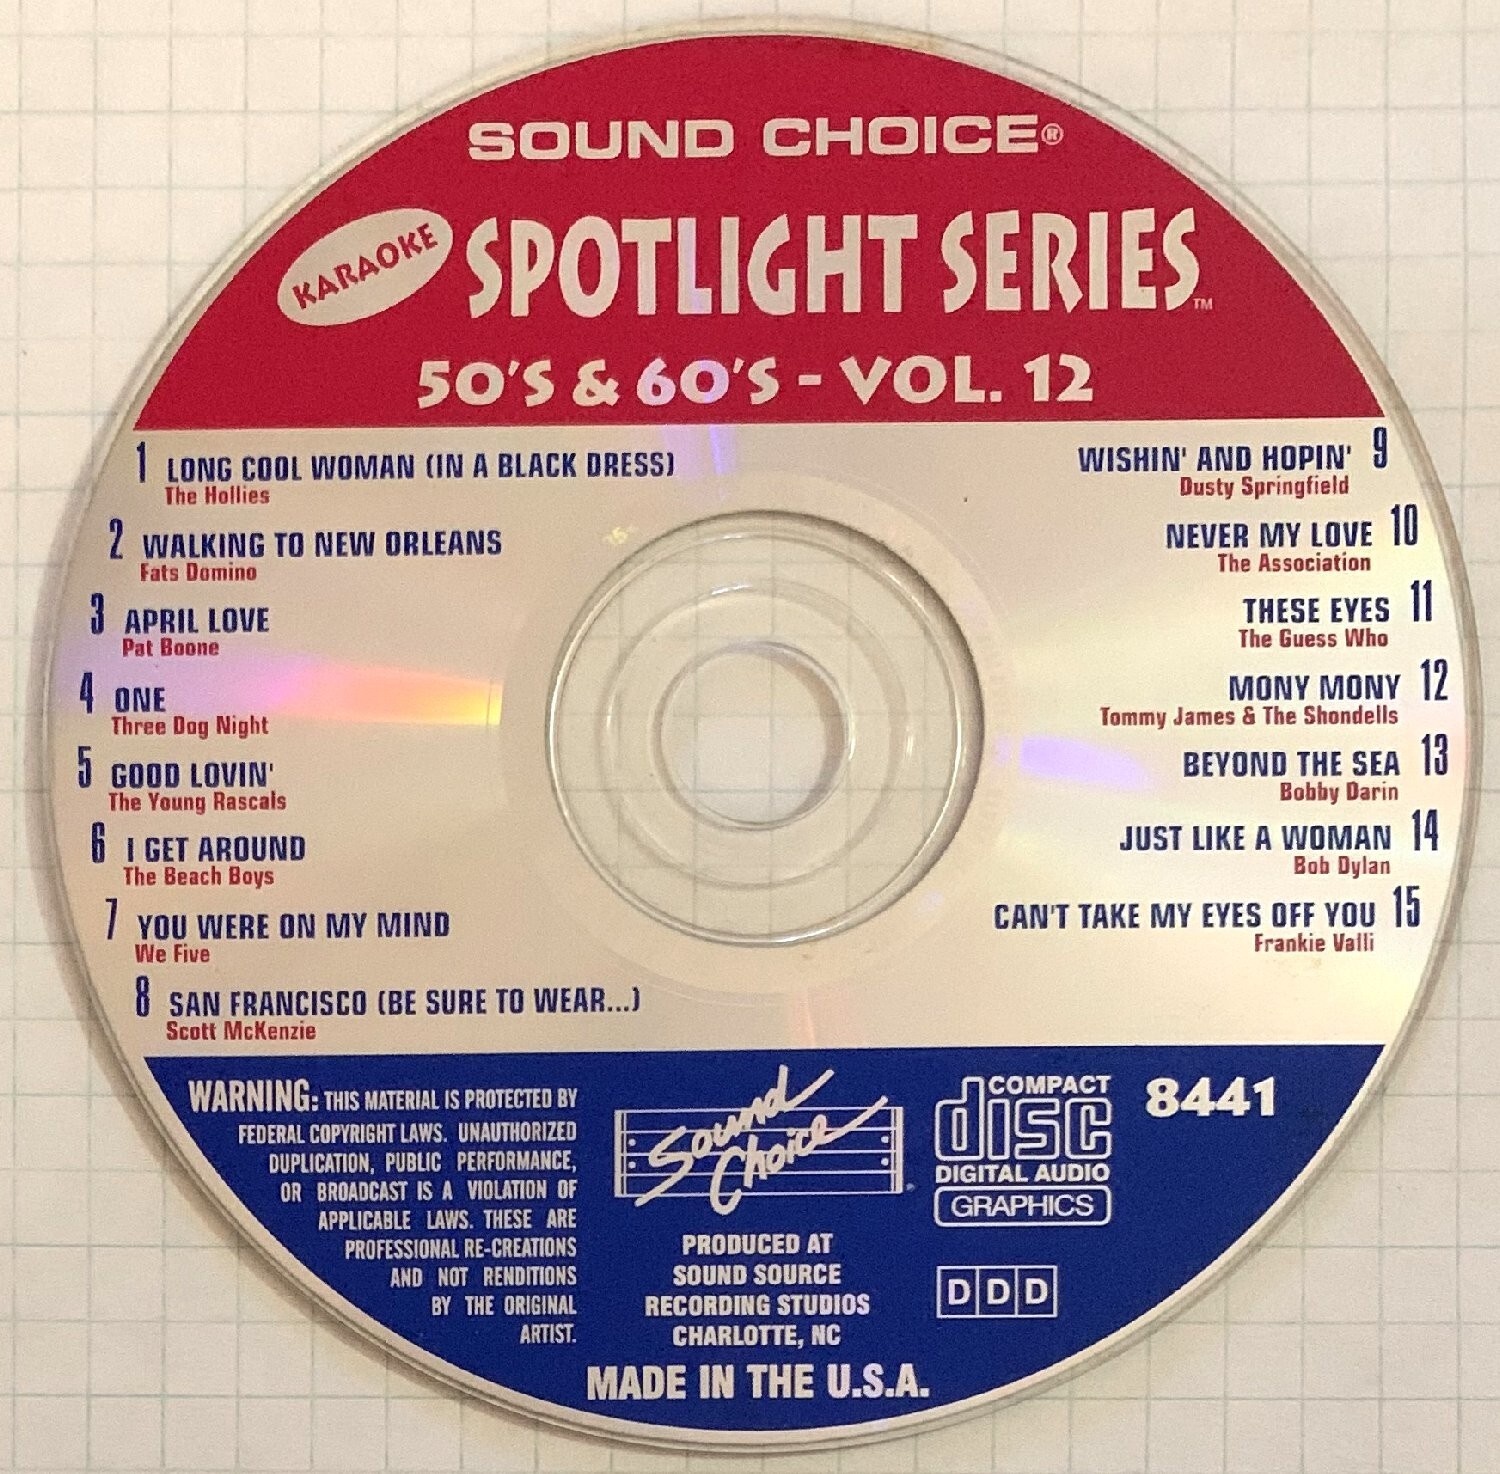 SOUND CHOICE®
KARAOKE SPOTLIGHT SERIES™
50'S & 60'S - VOL. 12
1 LONG COOL WOMAN (IN A BLACK DRESS)
The Hollies
2 WALKING TO NEW ORLEANS
Fats Domino
3 APRIL LOVE
Pat Boone
4 ONE
Three Dog Night
5 GOOD LOVIN'
The Young Rascals
6 I GET AROUND
The Beach Boys
7 YOU WERE ON MY MIND
We Five
8 SAN FRANCISCO (BE SURE TO WEAR...)
Scott McKenzie
WISHIN' AND HOPIN' 9
Dusty Springfield
NEVER MY LOVE 10
The Association
THESE EYES 11
The Guess Who
MONY MONY 12
Tommy James & The Shondells
BEYOND THE SEA 13
Bobby Darin
JUST LIKE A WOMAN 14
Bob Dylan
CAN'T TAKE MY EYES OFF YOU 15
Frankie Valli
WARNING: THIS MATERIAL IS PROTECTED BY
FEDERAL COPYRIGHT LAWS. UNAUTHORIZED
DUPLICATION, PUBLIC PERFORMANCE,
OR BROADCAST IS A VIOLATION OF
APPLICABLE LAWS. THESE ARE
PROFESSIONAL RE-CREATIONS
AND NOT RENDITIONS
BY THE ORIGINAL
ARTIST.
Sound
Choice
PRODUCED AT
SOUND SOURCE
RECORDING STUDIOS
CHARLOTTE, NC
COMPACT
disc
DIGITAL AUDIO
GRAPHICS
8441
DDD
MADE IN THE U.S.A.